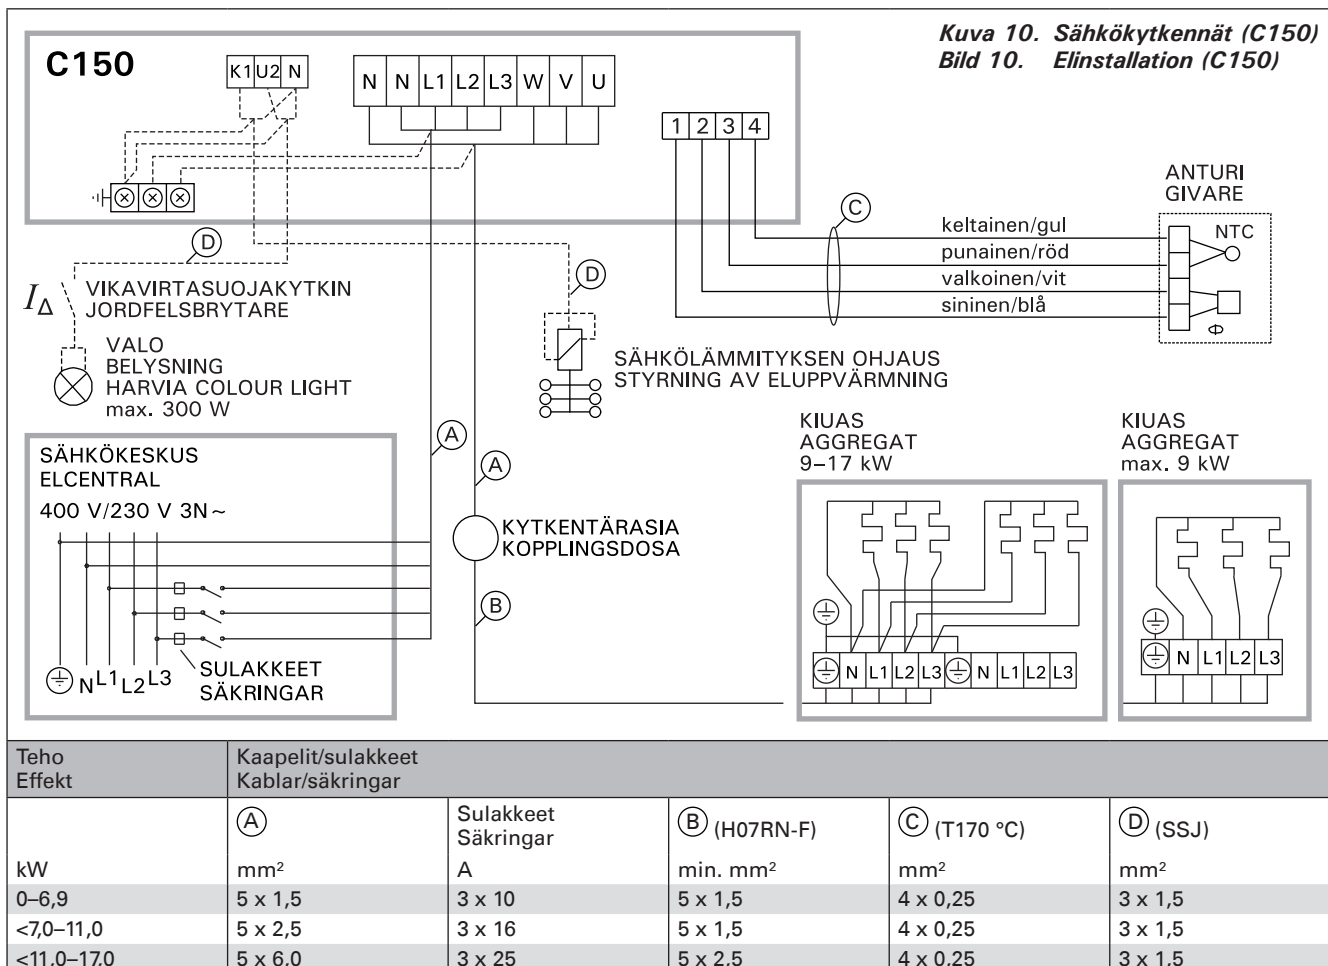 Kuva 10. Sähkökytkennät (C150)
Bild 10. Elinstallation (C150)
C150
K1 U2 N
N N L1 L2 L3 W V U
1 2 3 4
ANTURI
GIVARE
C
keltainen/gul
NTC
punainen/röd
valkoinen/vit
sininen/blå
Φ
D
D
IΔ
VIKAVIRTASUOJAKYTKIN
JORDFELSBRYTARE
VALO
BELYSNING
HARVIA COLOUR LIGHT
max. 300 W
SÄHKÖLÄMMITYKSEN OHJAUS
STYRNING AV ELUPPVÄRMNING
A
A
SÄHKÖKESKUS
ELCENTRAL
400 V/230 V 3N~
KYTKENTÄRASIA
KOPPLINGSDOSA
B
SULAKKEET
SÄKRINGAR
N L1 L2 L3
KIUAS
AGGREGAT
9–17 kW
N L1 L2 L3 N L1 L2 L3
KIUAS
AGGREGAT
max. 9 kW
N L1 L2 L3
Teho
Effekt
Kaapelit/sulakkeet
Kablar/säkringar
A
Sulakkeet
Säkringar
B (H07RN-F)
C (T170 °C)
D (SSJ)
kW mm² A min. mm² mm² mm²
0–6,9 5 x 1,5 3 x 10 5 x 1,5 4 x 0,25 3 x 1,5
<7,0–11,0 5 x 2,5 3 x 16 5 x 1,5 4 x 0,25 3 x 1,5
<11,0–17,0 5 x 6,0 3 x 25 5 x 2,5 4 x 0,25 3 x 1,5